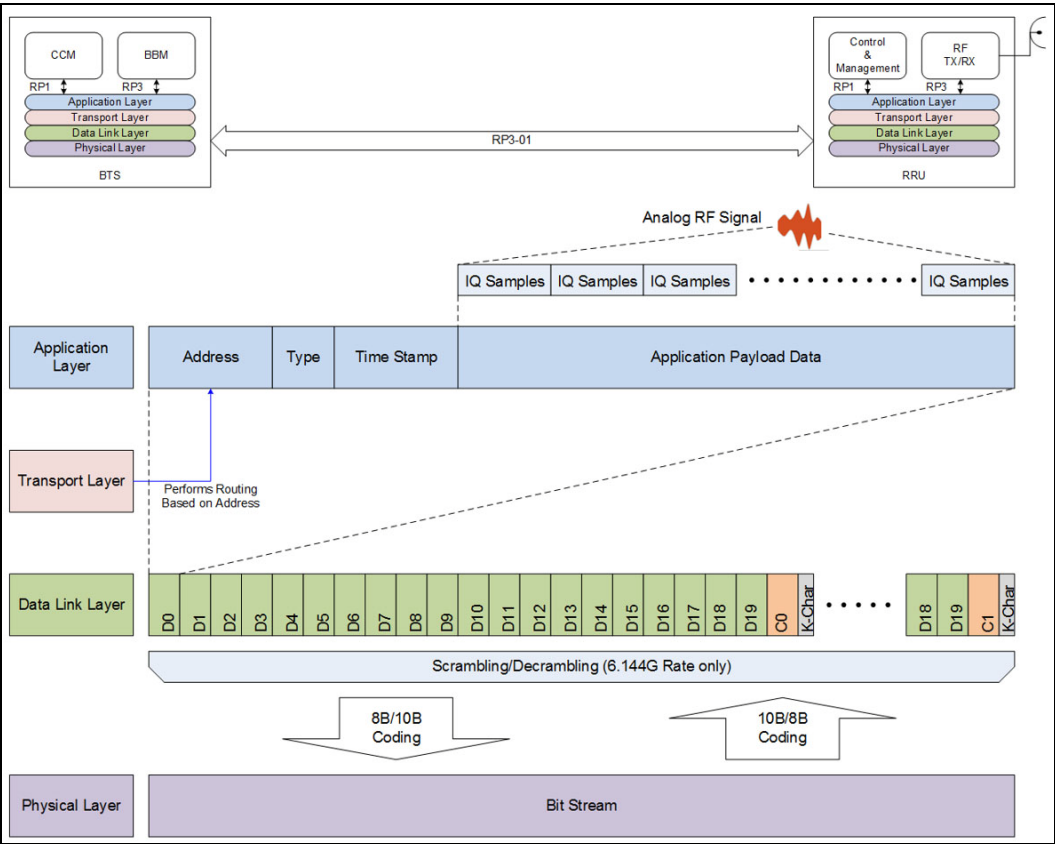 CCM
BBM
RP1
RP3
Application Layer
Transport Layer
Data Link Layer
Physical Layer
BTS
RP3-01
Control
&
Management
RF
TX/RX
RP1
RP3
Application Layer
Transport Layer
Data Link Layer
Physical Layer
RRU
Analog RF Signal
IQ Samples IQ Samples IQ Samples IQ Samples
Application
Layer
Address Type Time Stamp Application Payload Data
Transport Layer
Performs Routing
Based on Address
Data Link Layer
D0 D1 D2 D3 D4 D5 D6 D7 D8 D9 D10 D11 D12 D13 D14 D15 D16 D17 D18 D19 C0 K-Char D18 D19 C1 K-Char
Scrambling/Decrambling (6.144G Rate only)
8B/10B
Coding
10B/8B
Coding
Physical Layer
Bit Stream